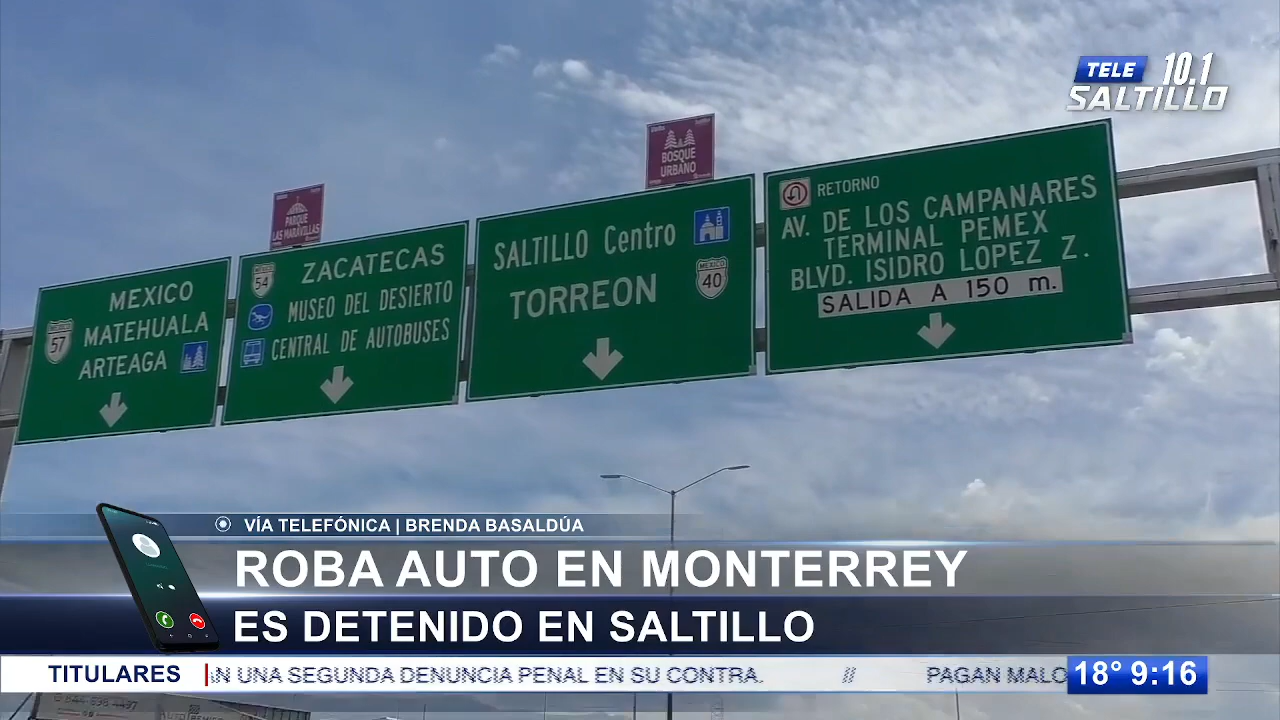 TELE 10.1
SALTILLO
PARQUE
LAS MARAVILLAS
BOSQUE
URBANO
MEXICO
57
MATEHUALA
ARTEAGA
54
ZACATECAS
MUSEO DEL DESIERTO
CENTRAL DE AUTOBUSES
SALTILLO Centro
MEXICO
40
TORREON
RETORNO
AV. DE LOS CAMPANARES
TERMINAL PEMEX
BLVD. ISIDRO LOPEZ Z.
SALIDA A 150 m.
VÍA TELEFÓNICA | BRENDA BASALDÚA
ROBA AUTO EN MONTERREY
ES DETENIDO EN SALTILLO
TITULARES
N UNA SEGUNDA DENUNCIA PENAL EN SU CONTRA. // PAGAN MALO
18° 9:16